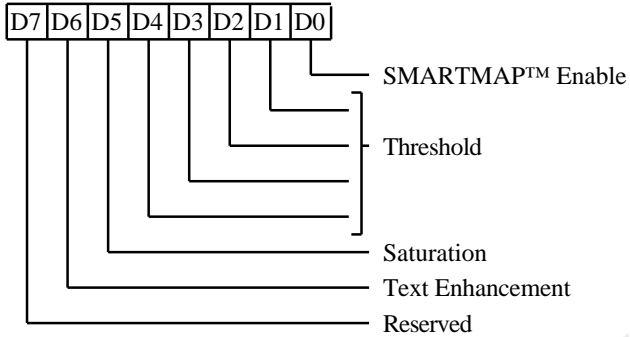 D7 D6 D5 D4 D3 D2 D1 D0
SMARTMAP™ Enable
Threshold
Saturation
Text Enhancement
Reserved